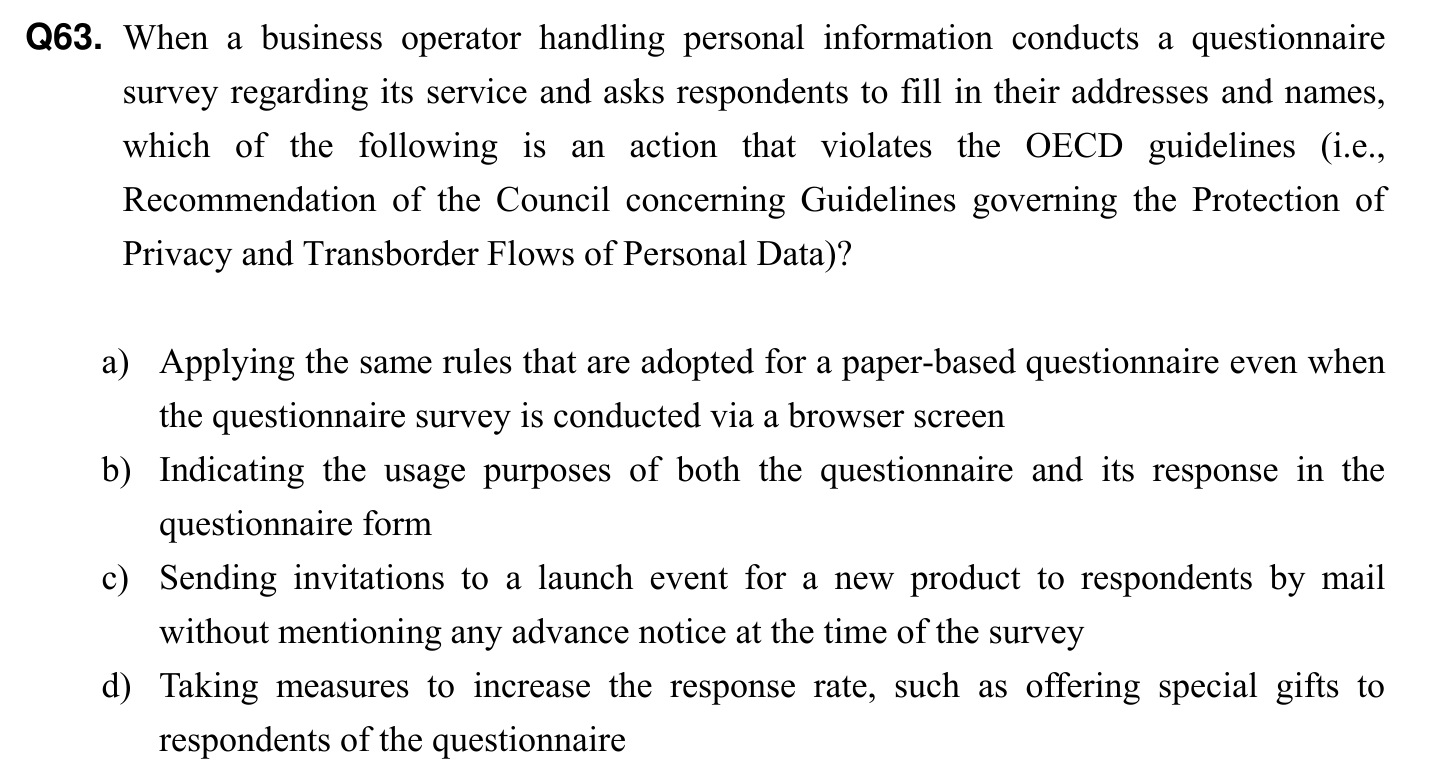 Q63. When a business operator handling personal information conducts a questionnaire
survey regarding its service and asks respondents to fill in their addresses and names,
which of the following is an action that violates the OECD guidelines (i.e.,
Recommendation of the Council concerning Guidelines governing the Protection of
Privacy and Transborder Flows of Personal Data)?
a) Applying the same rules that are adopted for a paper-based questionnaire even when
the questionnaire survey is conducted via a browser screen
b) Indicating the usage purposes of both the questionnaire and its response in the
questionnaire form
c) Sending invitations to a launch event for a new product to respondents by mail
without mentioning any advance notice at the time of the survey
d) Taking measures to increase the response rate, such as offering special gifts to
respondents of the questionnaire